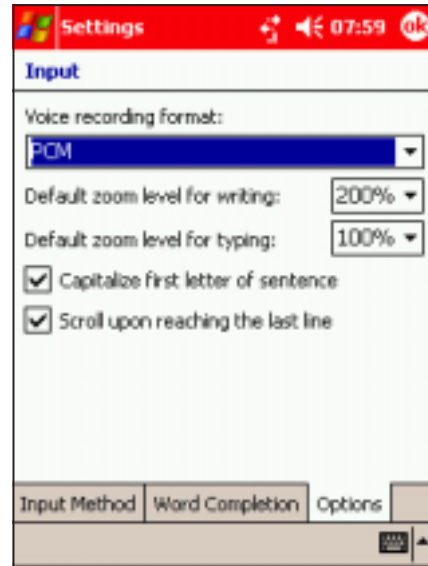 Settings 07:59 ok
Input
Voice recording format:
PCM
Default zoom level for writing: 200%
Default zoom level for typing: 100%
Capitalize first letter of sentence
Scroll upon reaching the last line
Input Method Word Completion Options